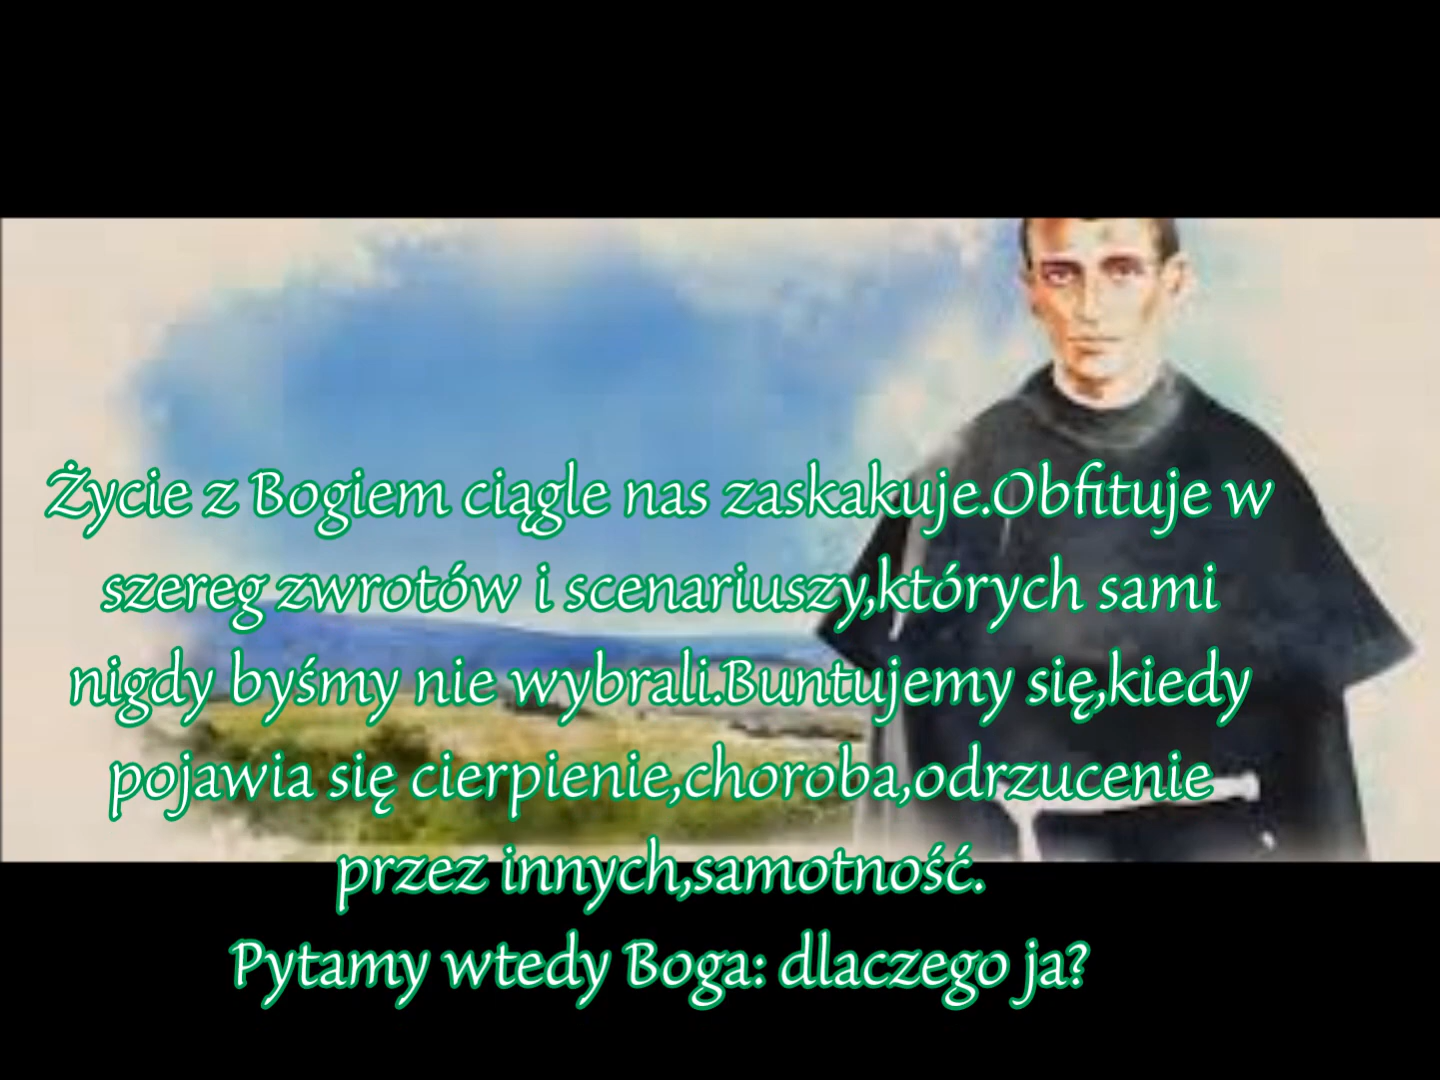 Życie z Bogiem ciągle nas zaskakuje.Obfituje w
szereg zwrotów i scenariuszy,których sami
nigdy byśmy nie wybrali.Buntujemy się,kiedy
pojawia się cierpienie,choroba,odrzucenie
przez innych,samotność.
Pytamy wtedy Boga: dlaczego ja?